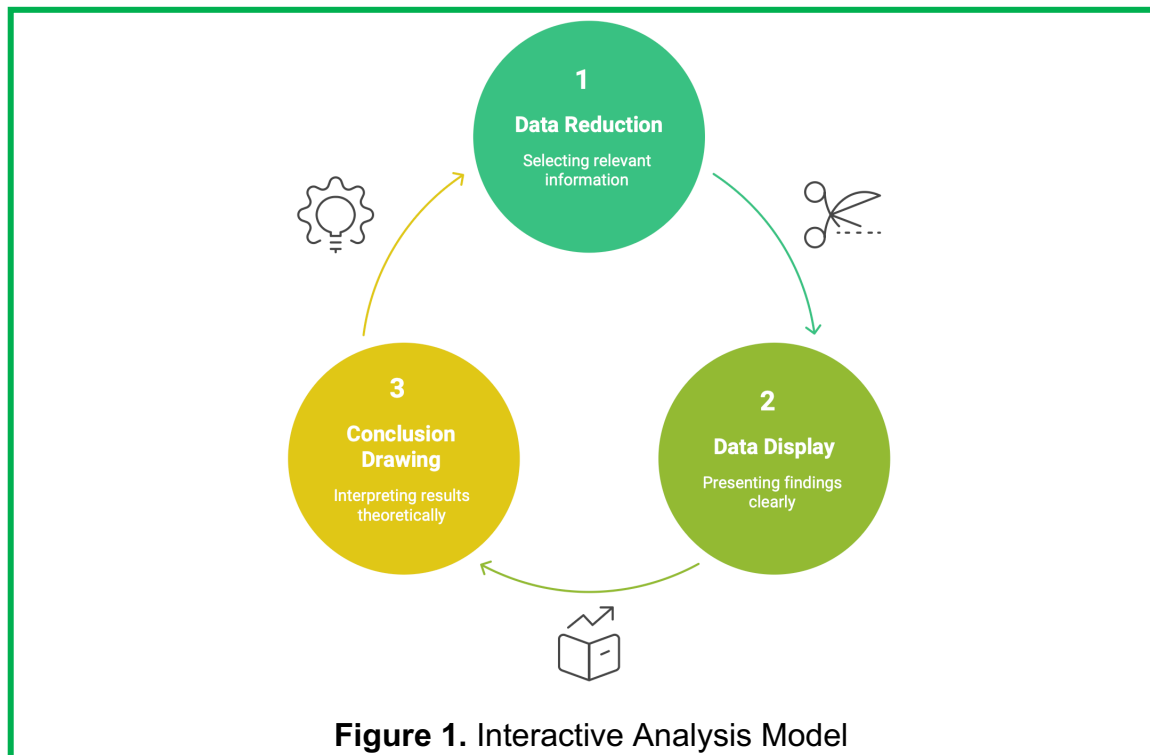 1
Data Reduction
Selecting relevant
information
2
Data Display
Presenting findings
clearly
3
Conclusion
Drawing
Interpreting results
theoretically
Figure 1. Interactive Analysis Model